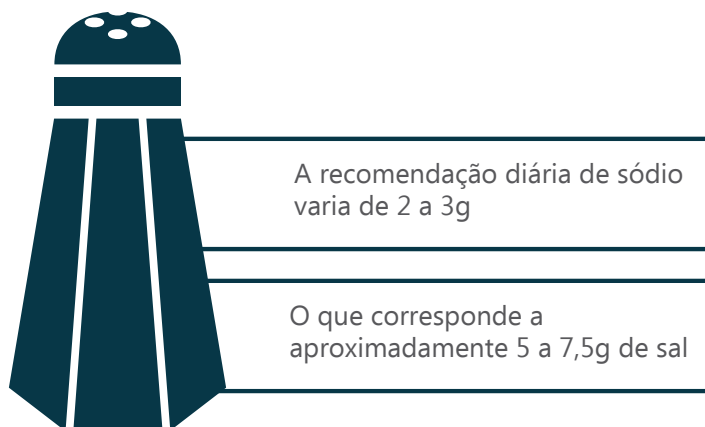 A recomendação diária de sódio
varia de 2 a 3g
O que corresponde a
aproximadamente 5 a 7,5g de sal